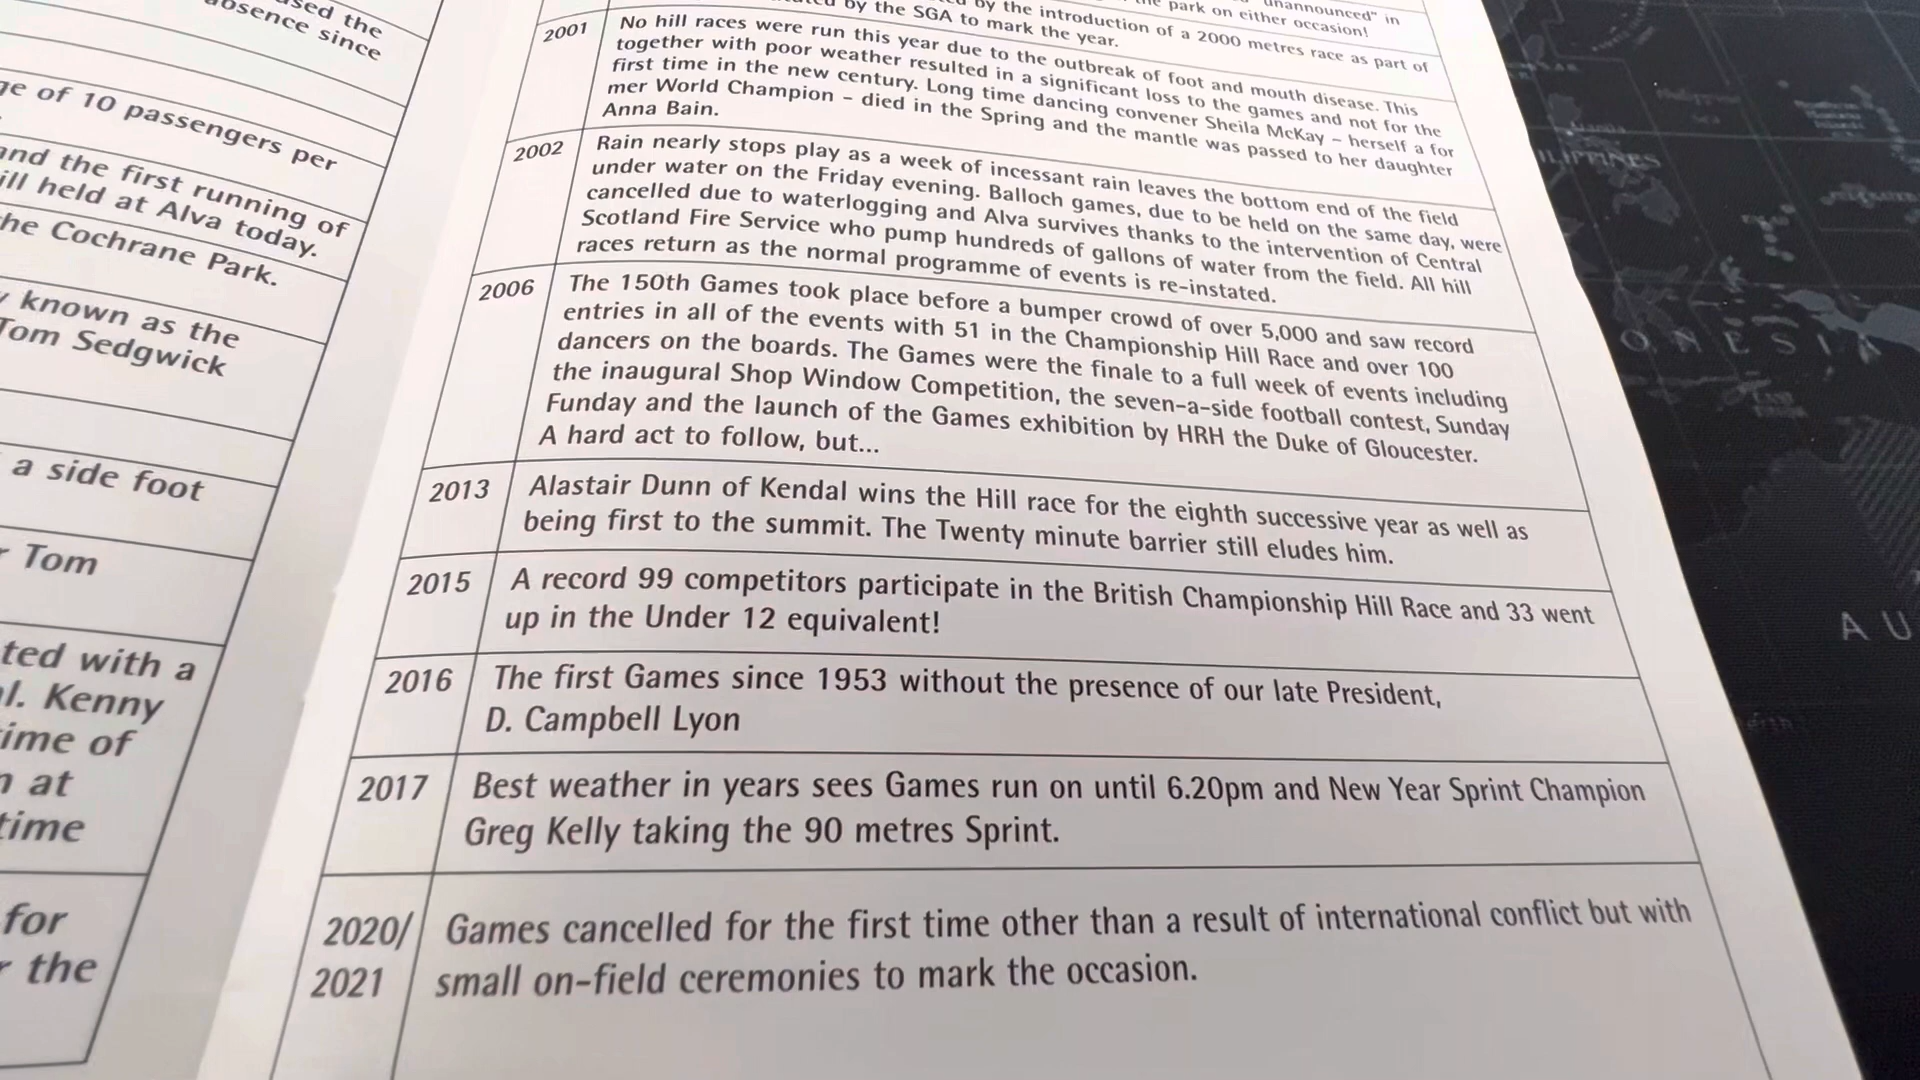 sed the
absence since
ge of 10 passengers per
and the first running of
ill held at Alva today.
the Cochrane Park.
y known as the
Tom Sedgwick
a side foot
r Tom
ted with a
l. Kenny
time of
n at
time
for
r the
unannounced" in
the park on either occasion!
by the introduction of a 2000 metres race as part of
by the SGA to mark the year.
2001
No hill races were run this year due to the outbreak of foot and mouth disease. This
together with poor weather resulted in a significant loss to the games and not for the
first time in the new century. Long time dancing convener Sheila McKay – herself a for
mer World Champion – died in the Spring and the mantle was passed to her daughter
Anna Bain.
2002
Rain nearly stops play as a week of incessant rain leaves the bottom end of the field
under water on the Friday evening. Balloch games, due to be held on the same day, were
cancelled due to waterlogging and Alva survives thanks to the intervention of Central
Scotland Fire Service who pump hundreds of gallons of water from the field. All hill
races return as the normal programme of events is re-instated.
2006
The 150th Games took place before a bumper crowd of over 5,000 and saw record
entries in all of the events with 51 in the Championship Hill Race and over 100
dancers on the boards. The Games were the finale to a full week of events including
the inaugural Shop Window Competition, the seven-a-side football contest, Sunday
Funday and the launch of the Games exhibition by HRH the Duke of Gloucester.
A hard act to follow, but...
2013
Alastair Dunn of Kendal wins the Hill race for the eighth successive year as well as
being first to the summit. The Twenty minute barrier still eludes him.
2015
A record 99 competitors participate in the British Championship Hill Race and 33 went
up in the Under 12 equivalent!
2016
The first Games since 1953 without the presence of our late President,
D. Campbell Lyon
2017
Best weather in years sees Games run on until 6.20pm and New Year Sprint Champion
Greg Kelly taking the 90 metres Sprint.
2020/
2021
Games cancelled for the first time other than a result of international conflict but with
small on-field ceremonies to mark the occasion.
ILIPPINES
ONESIA
AU